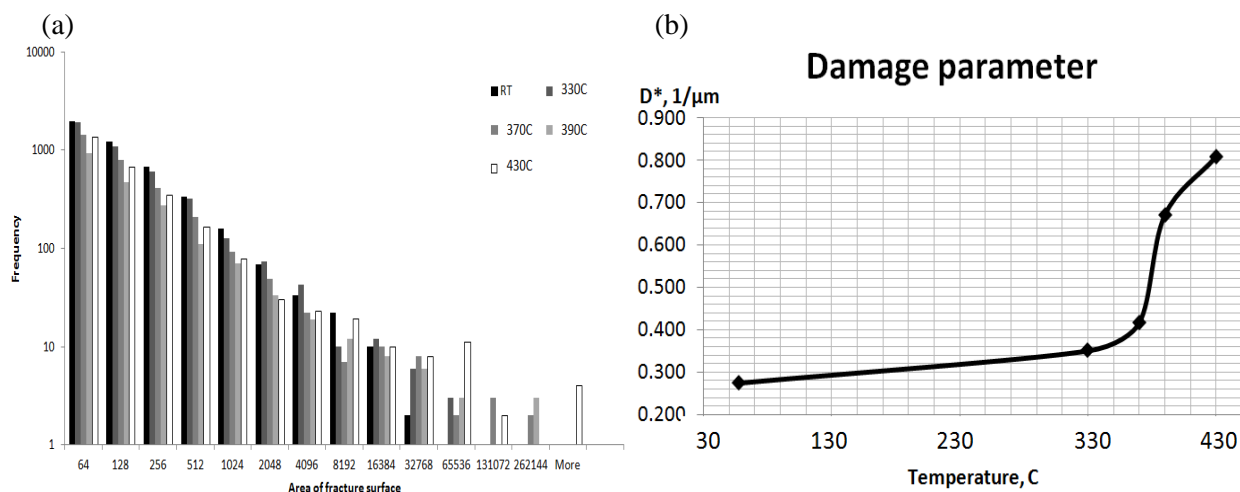 (a)
10000
1000
100
10
1
Frequency
RT 330C
370C 390C
430C
64 128 256 512 1024 2048 4096 8192 16384 32768 65536 131072 262144 More
Area of fracture surface
(b)
Damage parameter
D*, 1/μm
0.900
0.800
0.700
0.600
0.500
0.400
0.300
0.200
30 130 230 330 430
Temperature, C